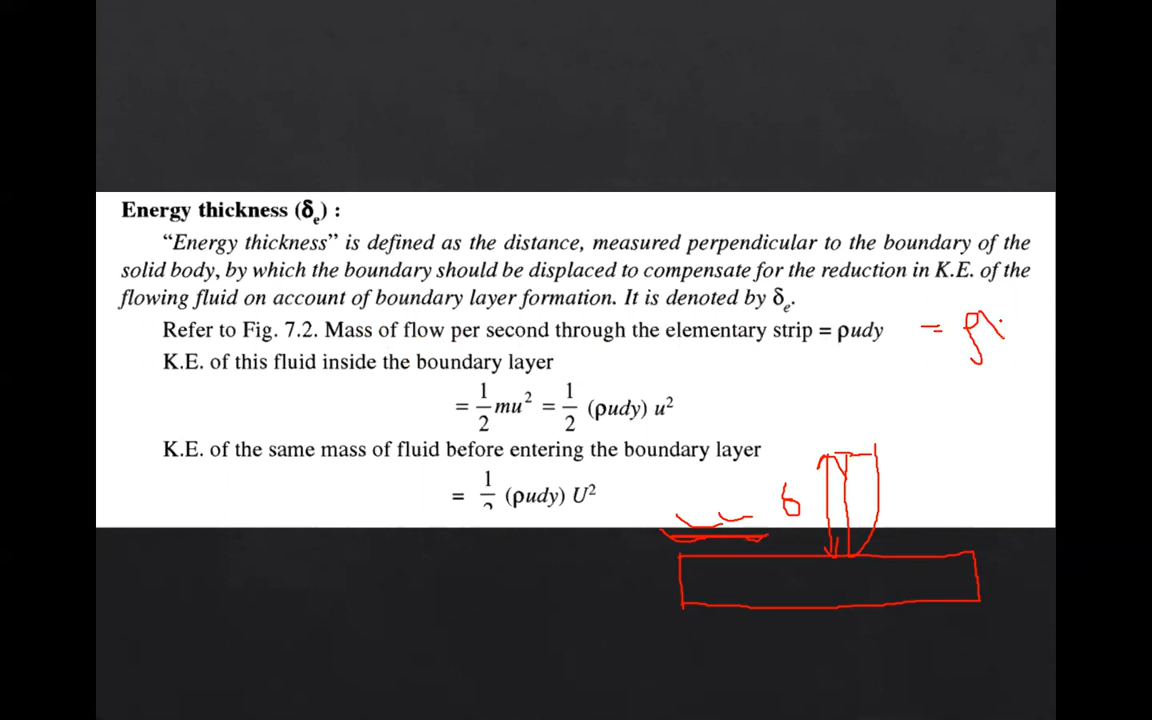 Energy thickness (δₑ) :
“Energy thickness” is defined as the distance, measured perpendicular to the boundary of the
solid body, by which the boundary should be displaced to compensate for the reduction in K.E. of the
flowing fluid on account of boundary layer formation. It is denoted by δₑ.
Refer to Fig. 7.2. Mass of flow per second through the elementary strip = ρudy = ρ
K.E. of this fluid inside the boundary layer
= 1/2 mu² = 1/2 (ρudy) u²
K.E. of the same mass of fluid before entering the boundary layer
= 1/2 (ρudy) U²
δ